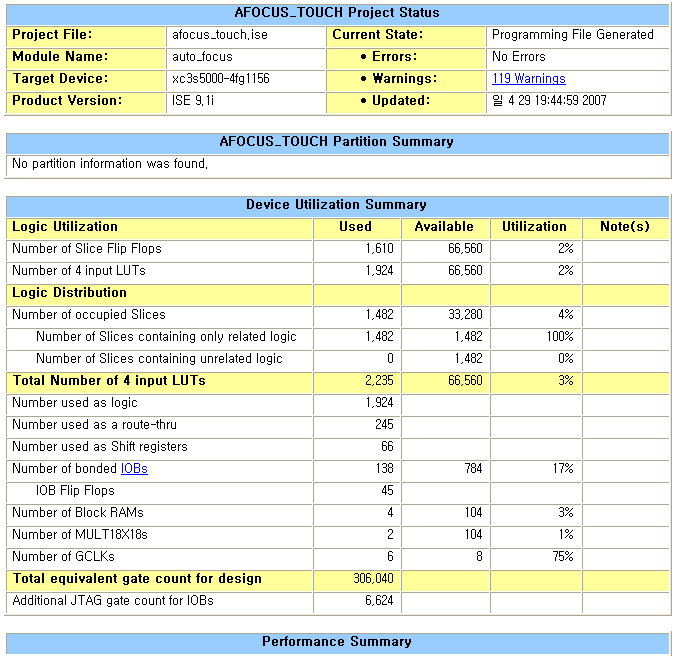 AFOCUS_TOUCH Project Status
Project File: afocus_touch.ise Current State: Programming File Generated
Module Name: auto_focus • Errors: No Errors
Target Device: xc3s5000-4fg1156 • Warnings: 119 Warnings
Product Version: ISE 9.1i • Updated: 일 4 29 19:44:59 2007
AFOCUS_TOUCH Partition Summary
No partition information was found.
Device Utilization Summary
Logic Utilization Used Available Utilization Note(s)
Number of Slice Flip Flops 1,610 66,560 2%
Number of 4 input LUTs 1,924 66,560 2%
Logic Distribution
Number of occupied Slices 1,482 33,280 4%
Number of Slices containing only related logic 1,482 1,482 100%
Number of Slices containing unrelated logic 0 1,482 0%
Total Number of 4 input LUTs 2,235 66,560 3%
Number used as logic 1,924
Number used as a route-thru 245
Number used as Shift registers 66
Number of bonded IOBs 138 784 17%
IOB Flip Flops 45
Number of Block RAMs 4 104 3%
Number of MULT18X18s 2 104 1%
Number of GCLKs 6 8 75%
Total equivalent gate count for design 306,040
Additional JTAG gate count for IOBs 6,624
Performance Summary